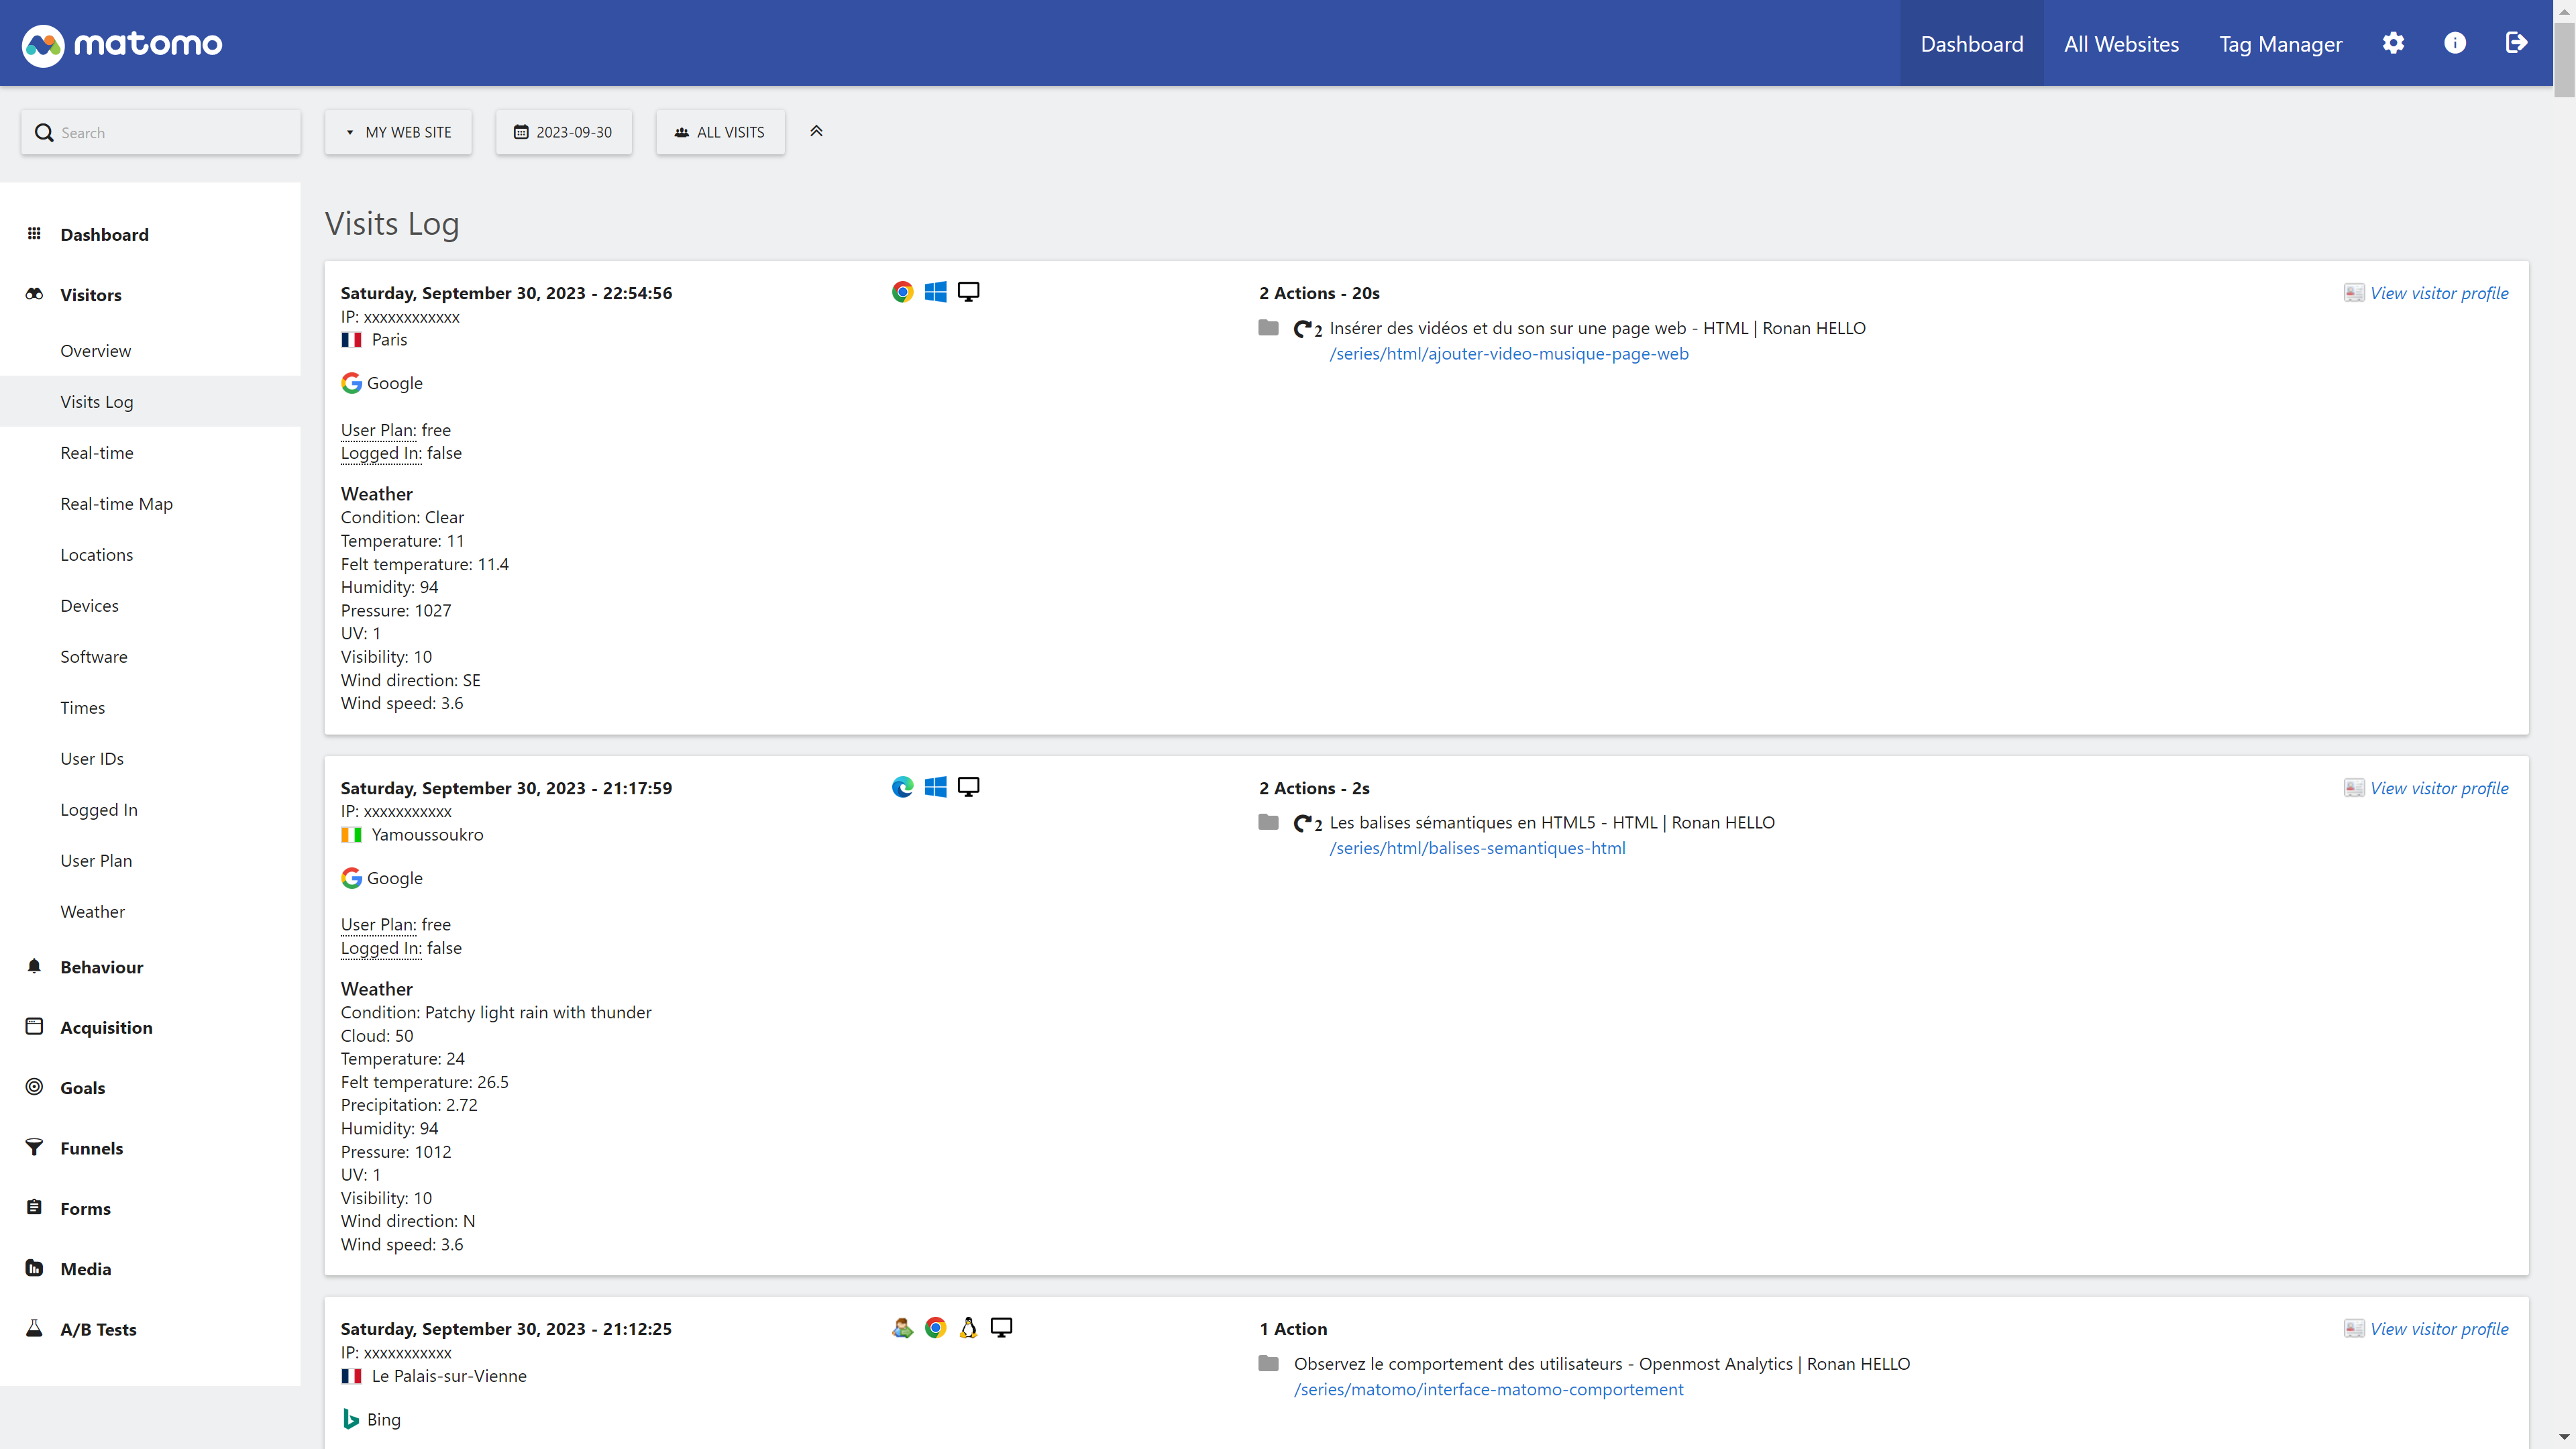 matomo
Dashboard
All Websites
Tag Manager
Search
MY WEB SITE
2023-09-30
ALL VISITS
Dashboard
Visitors
Overview
Visits Log
Real-time
Real-time Map
Locations
Devices
Software
Times
User IDs
Logged In
User Plan
Weather
Behaviour
Acquisition
Goals
Funnels
Forms
Media
A/B Tests
Visits Log
Saturday, September 30, 2023 - 22:54:56
IP: xxxxxxxxxxxx
Paris
Google
User Plan: free
Logged In: false
Weather
Condition: Clear
Temperature: 11
Felt temperature: 11.4
Humidity: 94
Pressure: 1027
UV: 1
Visibility: 10
Wind direction: SE
Wind speed: 3.6
2 Actions - 20s
2 Insérer des vidéos et du son sur une page web - HTML | Ronan HELLO
/series/html/ajouter-video-musique-page-web
View visitor profile
Saturday, September 30, 2023 - 21:17:59
IP: xxxxxxxxxxx
Yamoussoukro
Google
User Plan: free
Logged In: false
Weather
Condition: Patchy light rain with thunder
Cloud: 50
Temperature: 24
Felt temperature: 26.5
Precipitation: 2.72
Humidity: 94
Pressure: 1012
UV: 1
Visibility: 10
Wind direction: N
Wind speed: 3.6
2 Actions - 2s
2 Les balises sémantiques en HTML5 - HTML | Ronan HELLO
/series/html/balises-semantiques-html
View visitor profile
Saturday, September 30, 2023 - 21:12:25
IP: xxxxxxxxxxx
Le Palais-sur-Vienne
Bing
1 Action
Observez le comportement des utilisateurs - Openmost Analytics | Ronan HELLO
/series/matomo/interface-matomo-comportement
View visitor profile